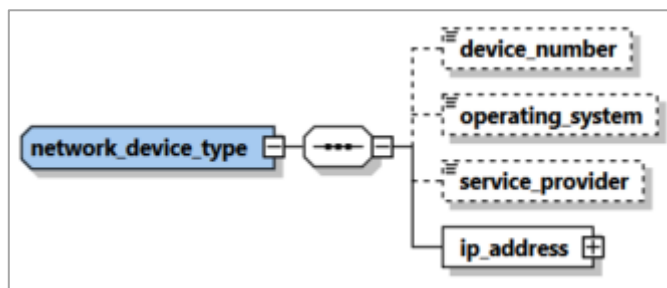 device_number
operating_system
network_device_type
service_provider
ip_address